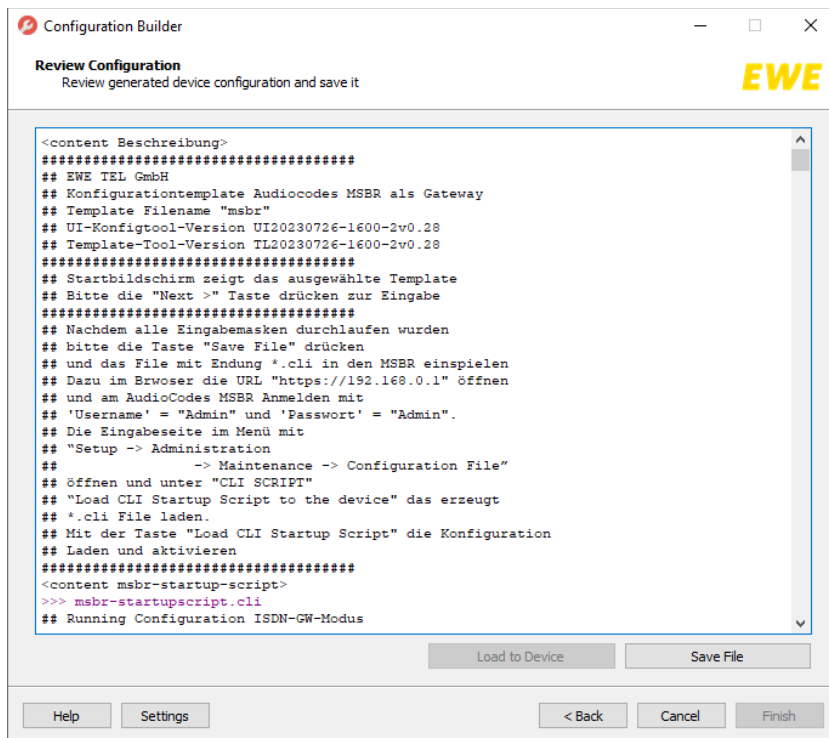 Configuration Builder
Review Configuration
Review generated device configuration and save it
EWE
<content Beschreibung>
#####################################
## EWE TEL GmbH
## Konfigurationtemplate Audiocodes MSBR als Gateway
## Template Filename "msbr"
## UI-Konfigtool-Version UI20230726-1600-2v0.28
## Template-Tool-Version TL20230726-1600-2v0.28
#####################################
## Startbildschirm zeigt das ausgewählte Template
## Bitte die "Next >" Taste drücken zur Eingabe
#####################################
## Nachdem alle Eingabemasken durchlaufen wurden
## bitte die Taste "Save File" drücken
## und das File mit Endung *.cli in den MSBR einspielen
## Dazu im Brwoser die URL "https://192.168.0.1" öffnen
## und am AudioCodes MSBR Anmelden mit
## 'Username' = "Admin" und 'Passwort' = "Admin".
## Die Eingabeseite im Menü mit
## “Setup -> Administration
##                -> Maintenance -> Configuration File”
## öffnen und unter "CLI SCRIPT"
## “Load CLI Startup Script to the device" das erzeugt
## *.cli File laden.
## Mit der Taste "Load CLI Startup Script" die Konfiguration
## Laden und aktivieren
#####################################
<content msbr-startup-script>
>>> msbr-startupscript.cli
## Running Configuration ISDN-GW-Modus
Load to Device
Save File
Help
Settings
< Back
Cancel
Finish